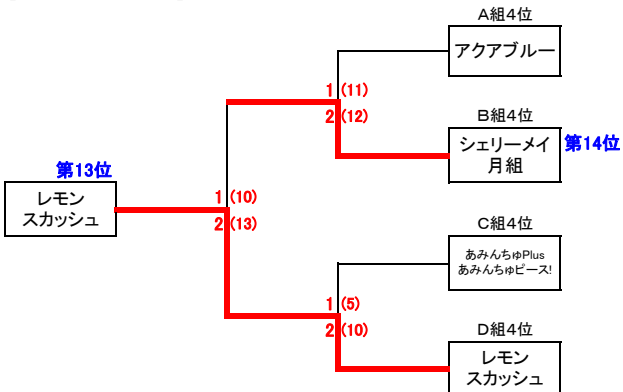 A組4位
アクアブルー
1 (11)
2 (12)
B組4位
シェリーメイ
月組
第14位
第13位
レモン
スカッシュ
1 (10)
2 (13)
C組4位
あみんちゅPlus
あみんちゅピース!
1 (5)
2 (10)
D組4位
レモン
スカッシュ